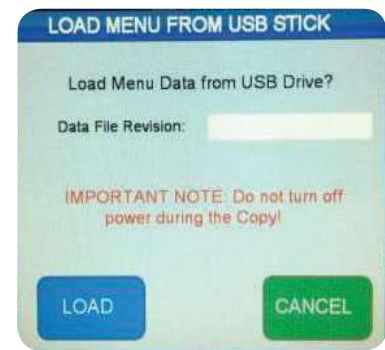 LOAD MENU FROM USB STICK
Load Menu Data from USB Drive?
Data File Revision:
IMPORTANT NOTE: Do not turn off
power during the Copy!
LOAD
CANCEL